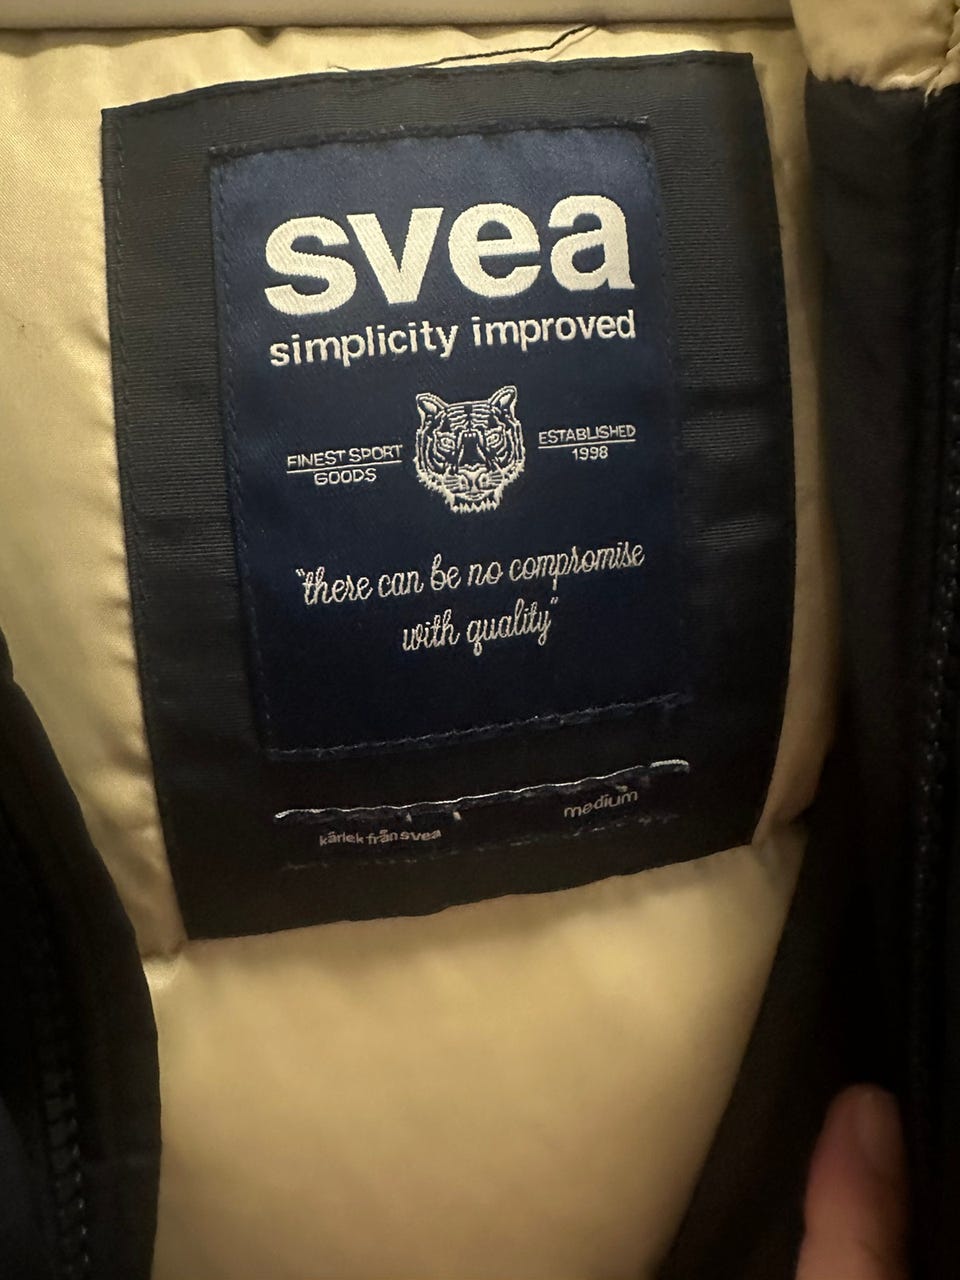 svea
simplicity improved
FINEST SPORT
GOODS
ESTABLISHED
1998
"there can be no compromise
with quality"
kärlek från svea
medium